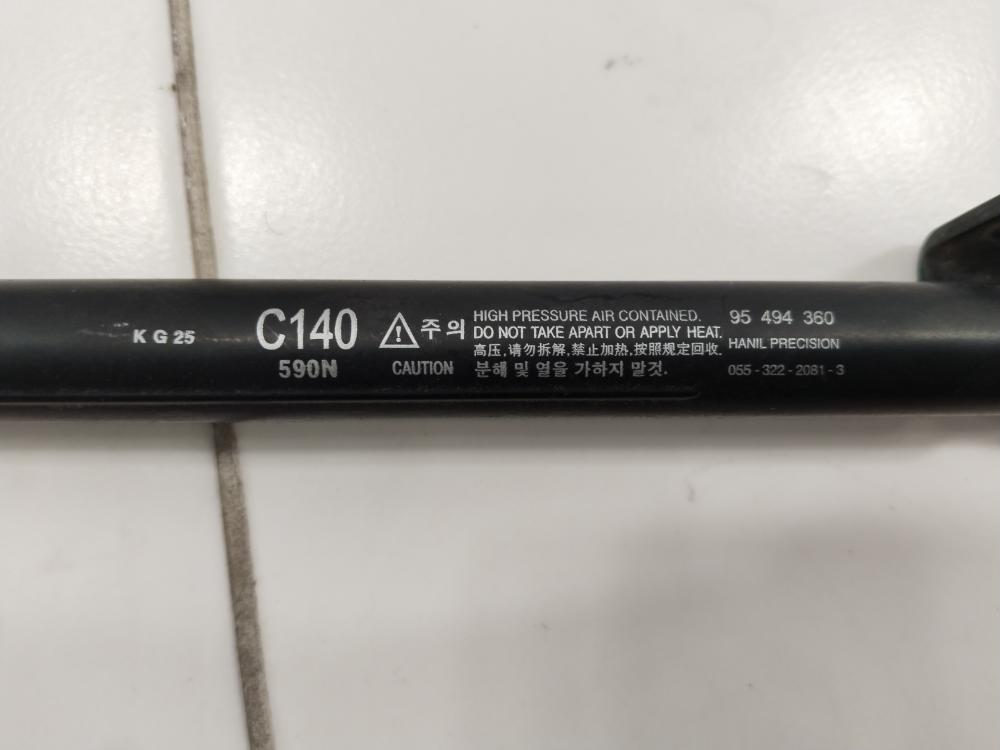 K G 25
C140
590N
⚠주의
CAUTION
HIGH PRESSURE AIR CONTAINED.
DO NOT TAKE APART OR APPLY HEAT.
高压,请勿拆解,禁止加热,按照规定回收.
분해 및 열을 가하지 말것.
95 494 360
HANIL PRECISION
055-322-2081-3